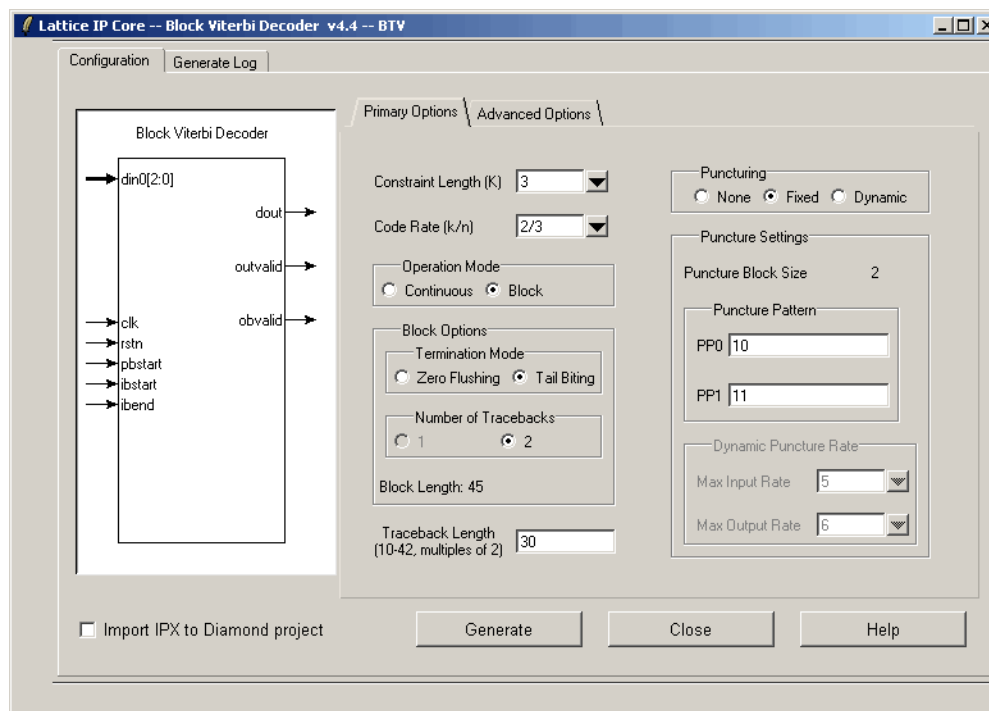 Lattice IP Core -- Block Viterbi Decoder v4.4 -- BTV
Configuration
Generate Log
Block Viterbi Decoder
din0[2:0]
dout
outvalid
obvalid
clk
rstn
pbstart
ibstart
ibend
Primary Options
Advanced Options
Constraint Length (K) 3
Code Rate (k/n) 2/3
Operation Mode
Continuous Block
Block Options
Termination Mode
Zero Flushing Tail Biting
Number of Tracebacks
1 2
Block Length: 45
Traceback Length
(10-42, multiples of 2) 30
Puncturing
None Fixed Dynamic
Puncture Settings
Puncture Block Size 2
Puncture Pattern
PP0 10
PP1 11
Dynamic Puncture Rate
Max Input Rate 5
Max Output Rate 6
Import IPX to Diamond project
Generate
Close
Help